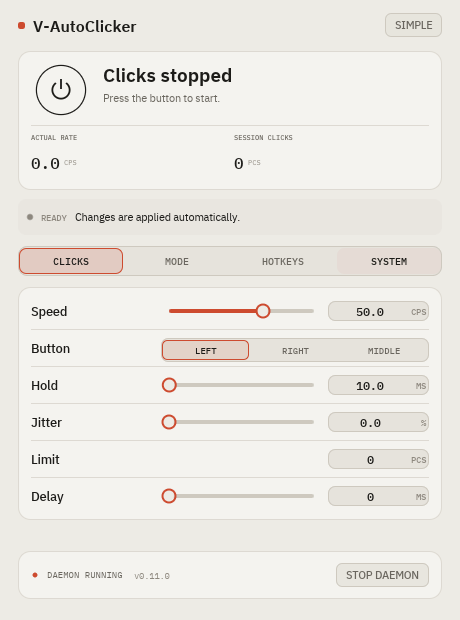 V-AutoClicker
SIMPLE
Clicks stopped
Press the button to start.
ACTUAL RATE SESSION CLICKS
0.0 CPS 0 PCS
READY Changes are applied automatically.
CLICKS MODE HOTKEYS SYSTEM
Speed 50.0 CPS
Button LEFT RIGHT MIDDLE
Hold 10.0 MS
Jitter 0.0 %
Limit 0 PCS
Delay 0 MS
DAEMON RUNNING v0.11.0 STOP DAEMON